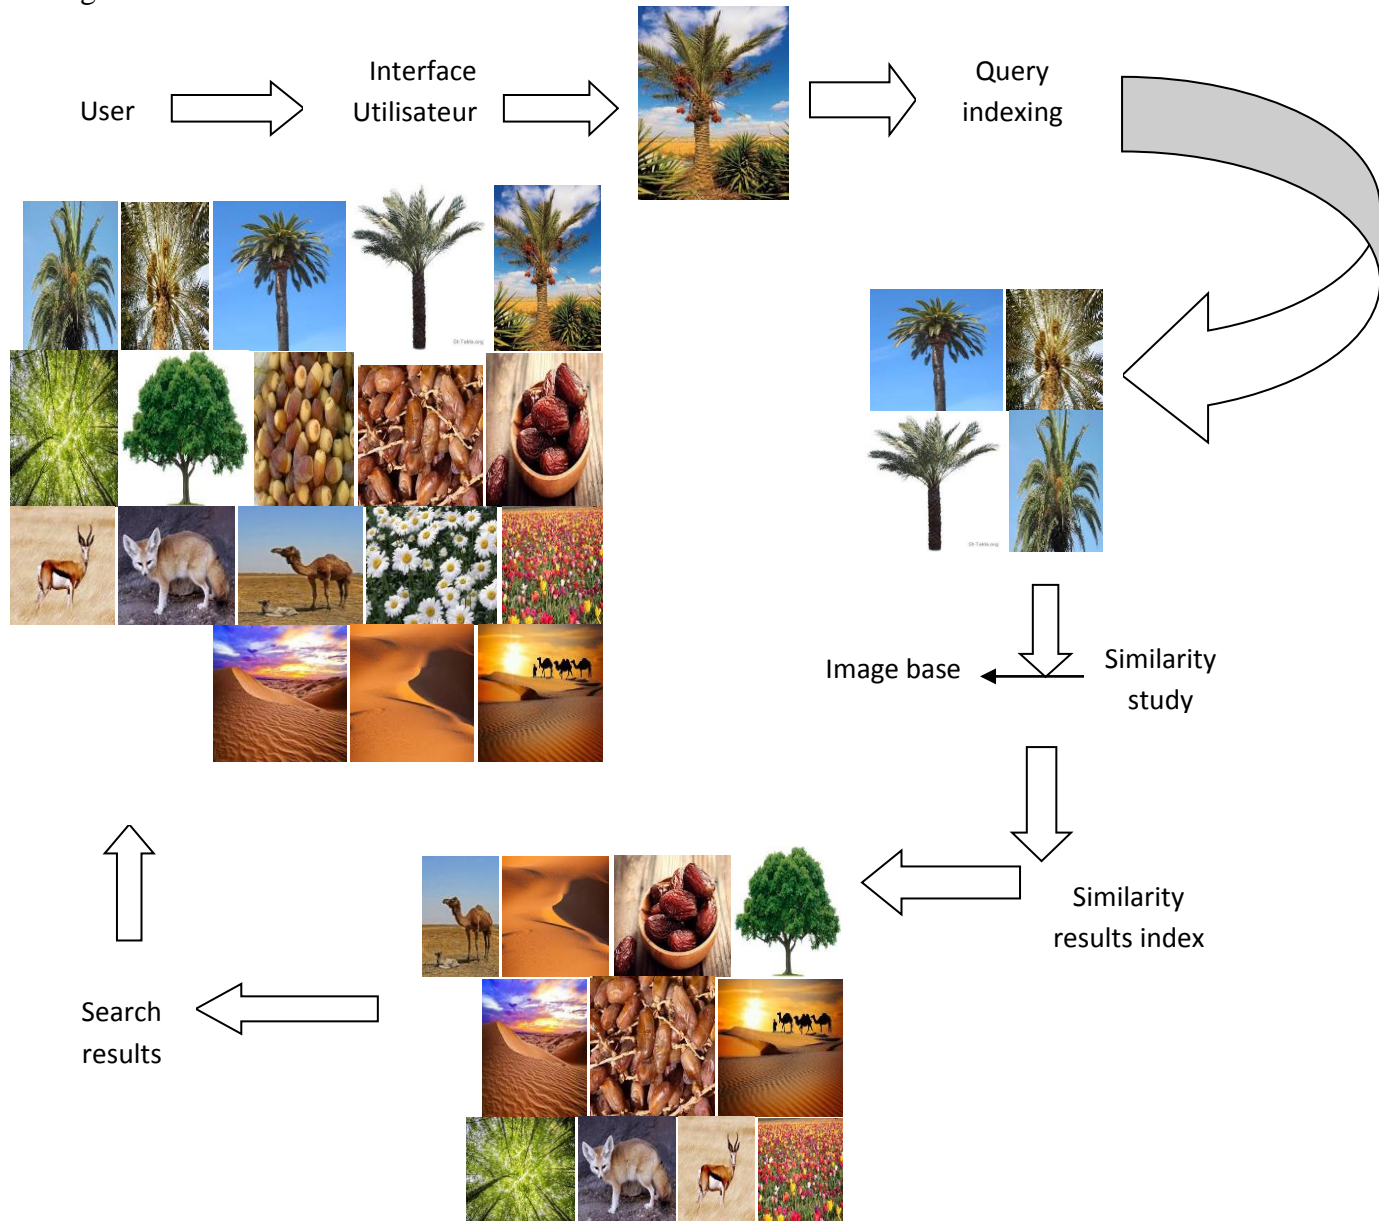 User
Interface
Utilisateur
Query
indexing
Image base
Similarity
study
Similarity
results index
Search
results